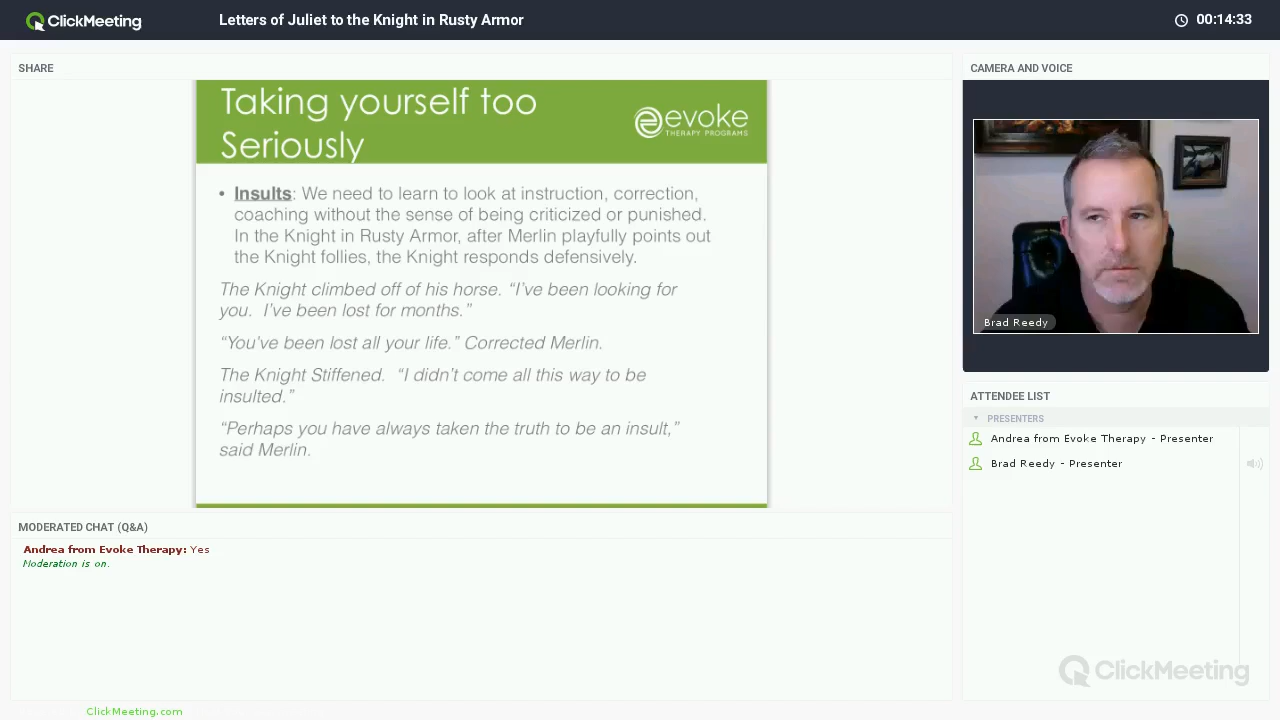 ClickMeeting
Letters of Juliet to the Knight in Rusty Armor
00:14:33
SHARE
Taking yourself too
Seriously
evoke
THERAPY PROGRAMS
• Insults: We need to learn to look at instruction, correction,
coaching without the sense of being criticized or punished.
In the Knight in Rusty Armor, after Merlin playfully points out
the Knight follies, the Knight responds defensively.
The Knight climbed off of his horse. “I’ve been looking for
you. I’ve been lost for months.”
“You’ve been lost all your life.” Corrected Merlin.
The Knight Stiffened. “I didn’t come all this way to be
insulted.”
“Perhaps you have always taken the truth to be an insult,”
said Merlin.
MODERATED CHAT (Q&A)
Andrea from Evoke Therapy: Yes
Moderation is on.
CAMERA AND VOICE
Brad Reedy
ATTENDEE LIST
PRESENTERS
Andrea from Evoke Therapy - Presenter
Brad Reedy - Presenter
ClickMeeting
ClickMeeting.com